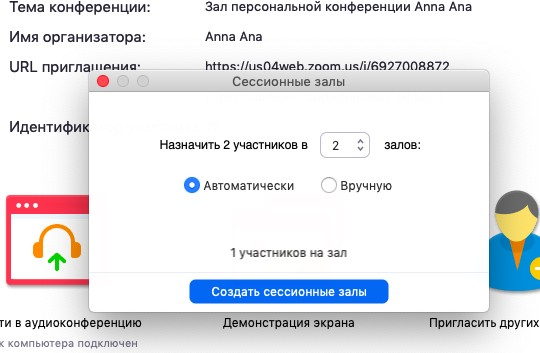 Тема конференции: Зал персональной конференции Anna Ana
Имя организатора: Anna Ana
URL приглашения: https://us04web.zoom.us/j/6927008872
Сессионные залы
Назначить 2 участников в 2 залов:
Автоматически Вручную
1 участников на зал
Создать сессионные залы
ти в аудиоконференцию Демонстрация экрана Пригласить других
к компьютера подключен